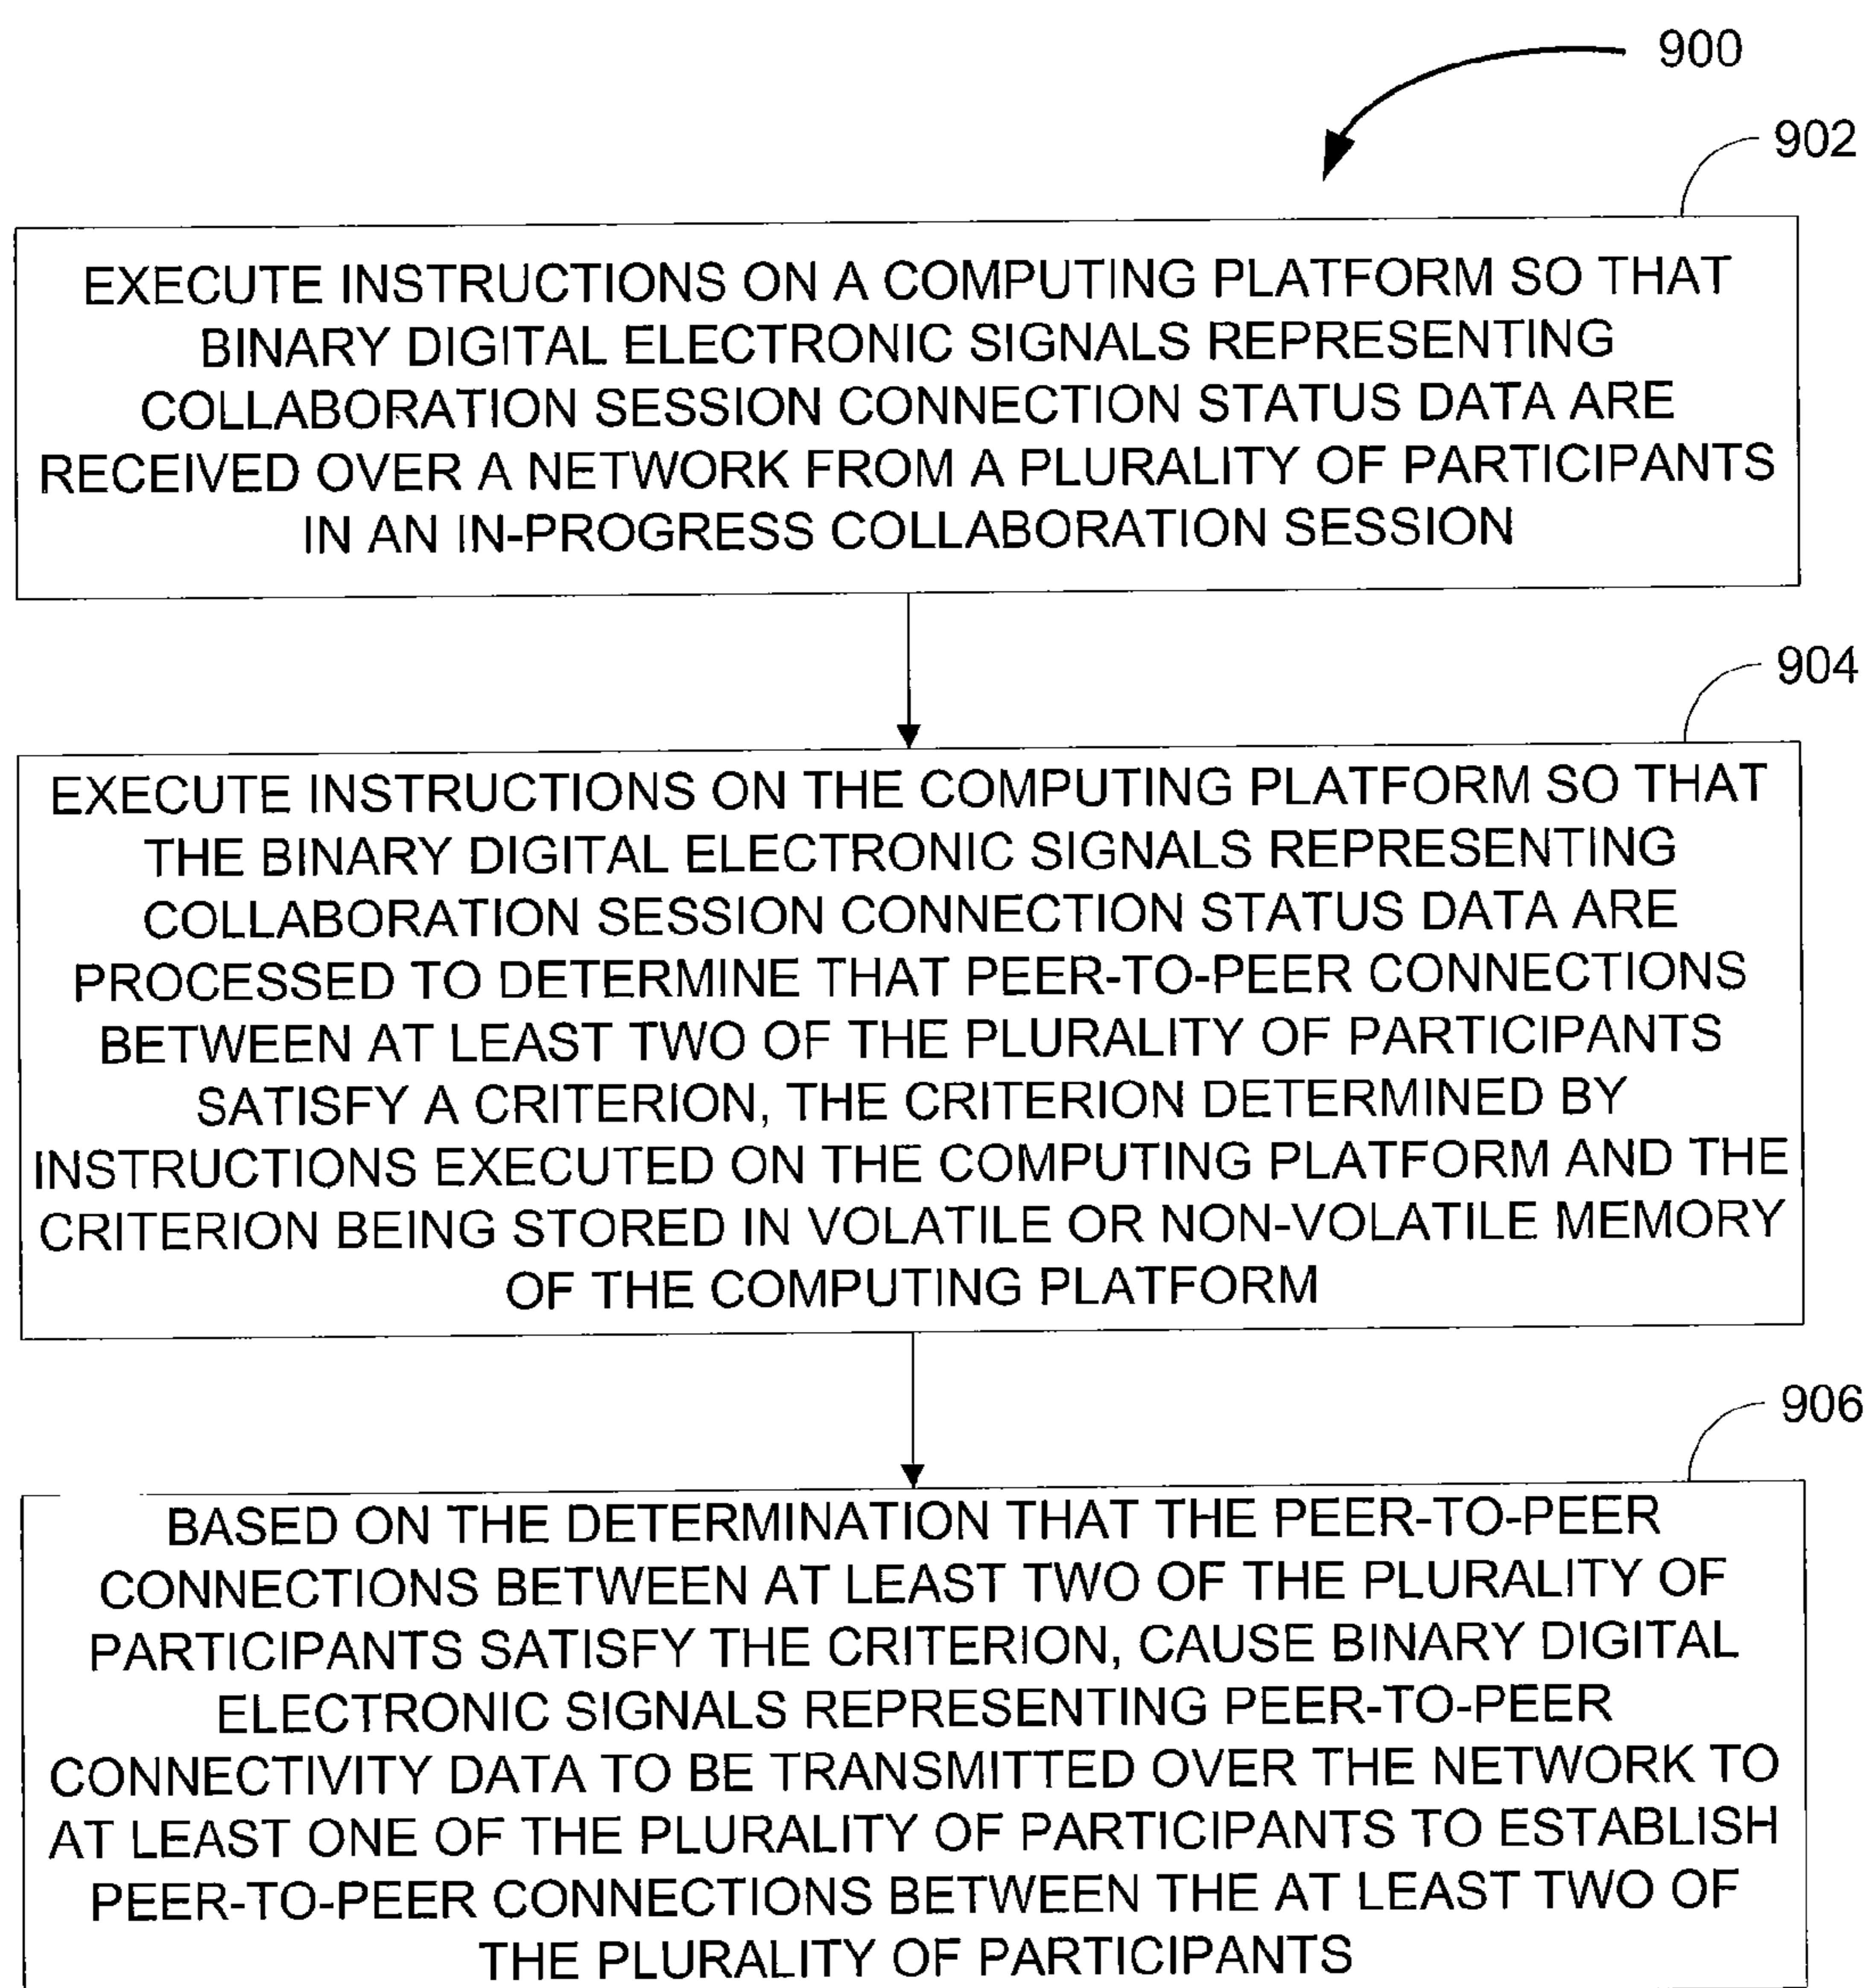 900
902
EXECUTE INSTRUCTIONS ON A COMPUTING PLATFORM SO THAT
BINARY DIGITAL ELECTRONIC SIGNALS REPRESENTING
COLLABORATION SESSION CONNECTION STATUS DATA ARE
RECEIVED OVER A NETWORK FROM A PLURALITY OF PARTICIPANTS
IN AN IN-PROGRESS COLLABORATION SESSION
904
EXECUTE INSTRUCTIONS ON THE COMPUTING PLATFORM SO THAT
THE BINARY DIGITAL ELECTRONIC SIGNALS REPRESENTING
COLLABORATION SESSION CONNECTION STATUS DATA ARE
PROCESSED TO DETERMINE THAT PEER-TO-PEER CONNECTIONS
BETWEEN AT LEAST TWO OF THE PLURALITY OF PARTICIPANTS
SATISFY A CRITERION, THE CRITERION DETERMINED BY
INSTRUCTIONS EXECUTED ON THE COMPUTING PLATFORM AND THE
CRITERION BEING STORED IN VOLATILE OR NON-VOLATILE MEMORY
OF THE COMPUTING PLATFORM
906
BASED ON THE DETERMINATION THAT THE PEER-TO-PEER
CONNECTIONS BETWEEN AT LEAST TWO OF THE PLURALITY OF
PARTICIPANTS SATISFY THE CRITERION, CAUSE BINARY DIGITAL
ELECTRONIC SIGNALS REPRESENTING PEER-TO-PEER
CONNECTIVITY DATA TO BE TRANSMITTED OVER THE NETWORK TO
AT LEAST ONE OF THE PLURALITY OF PARTICIPANTS TO ESTABLISH
PEER-TO-PEER CONNECTIONS BETWEEN THE AT LEAST TWO OF
THE PLURALITY OF PARTICIPANTS